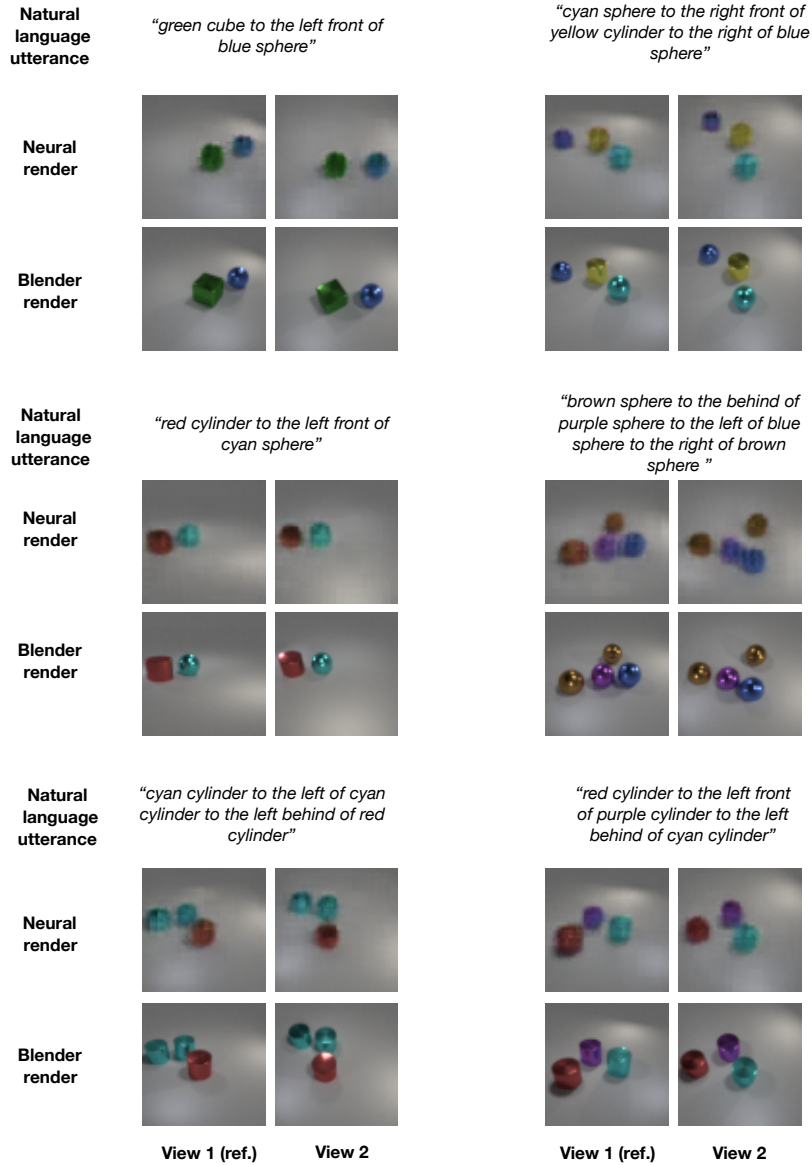 Natural
language
utterance
“green cube to the left front of
blue sphere”
“cyan sphere to the right front of
yellow cylinder to the right of blue
sphere”
Neural
render
Blender
render
Natural
language
utterance
“red cylinder to the left front of
cyan sphere”
“brown sphere to the behind of
purple sphere to the left of blue
sphere to the right of brown
sphere ”
Neural
render
Blender
render
Natural
language
utterance
“cyan cylinder to the left of cyan
cylinder to the left behind of red
cylinder”
“red cylinder to the left front
of purple cylinder to the left
behind of cyan cylinder”
Neural
render
Blender
render
View 1 (ref.)
View 2
View 1 (ref.)
View 2